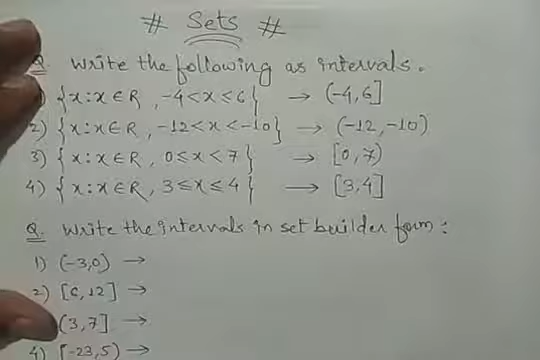 # Sets #
Q. Write the following as intervals.
) {x : x ∈ R, -4 < x ≤ 6} → (-4, 6]
2) {x : x ∈ R, -12 < x < -10} → (-12, -10)
3) {x : x ∈ R, 0 ≤ x < 7} → [0, 7)
4) {x : x ∈ R, 3 ≤ x ≤ 4} → [3, 4]
Q. Write the intervals in set builder form :
1) (-3, 0) →
2) [6, 12] →
(3, 7] →
4) [-23, 5) →